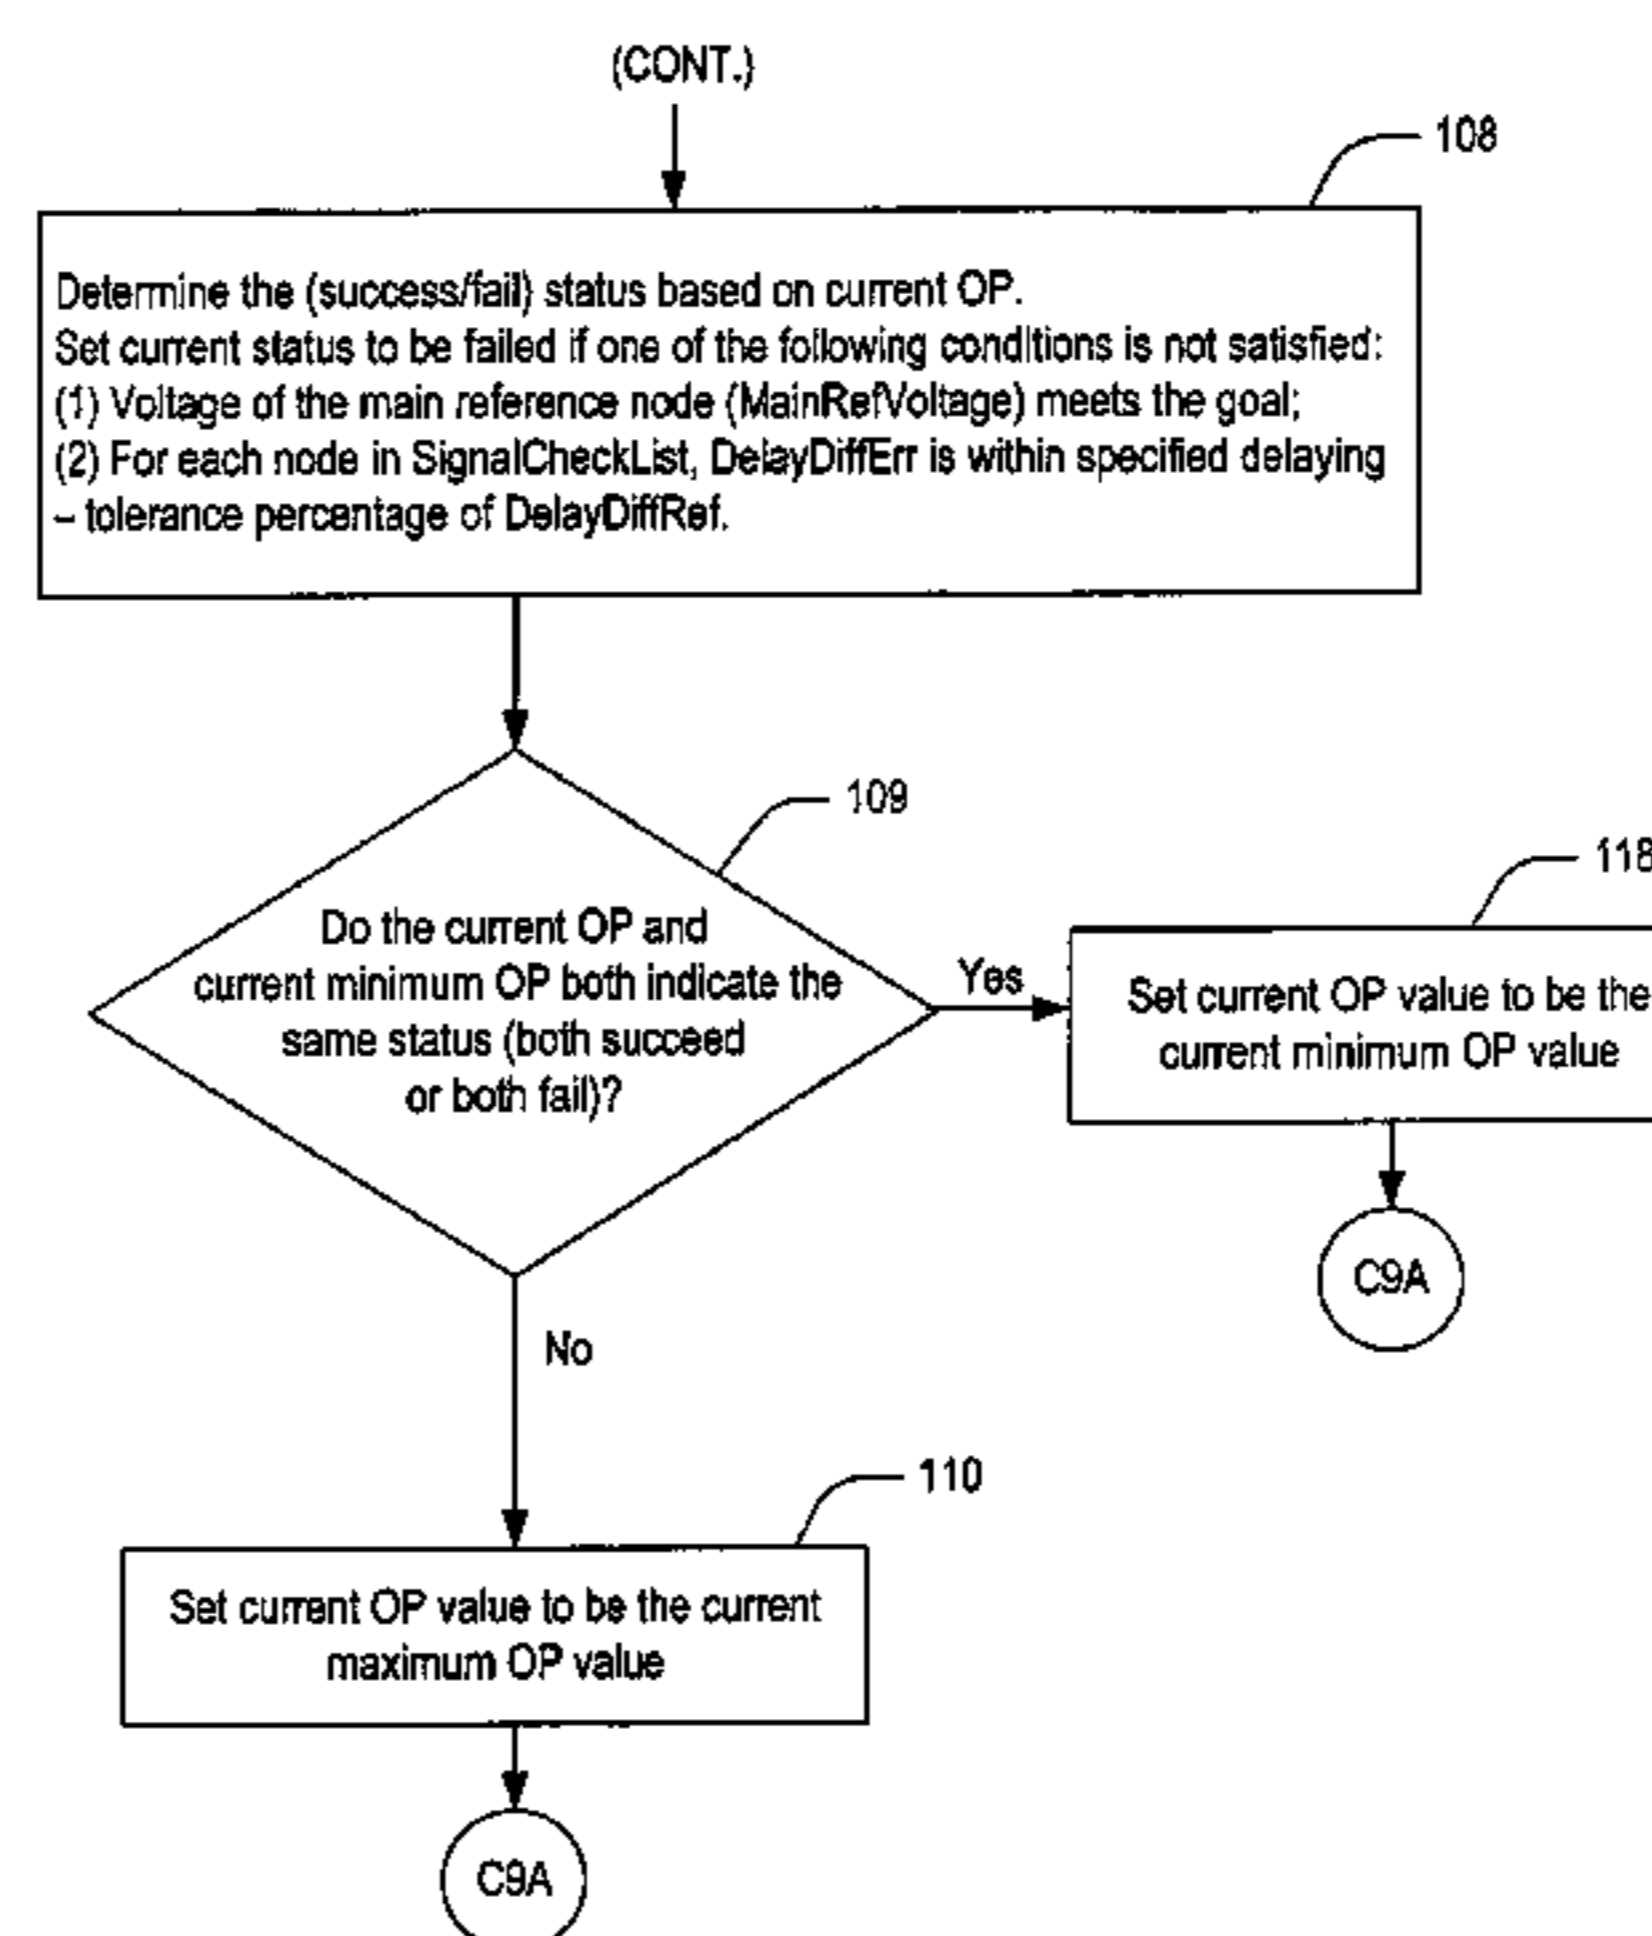 (CONT.)
108
Determine the (success/fail) status based on current OP.
Set current status to be failed if one of the following conditions is not satisfied:
(1) Voltage of the main reference node (MainRefVoltage) meets the goal;
(2) For each node in SignalCheckList, DelayDiffErr is within specified delaying
– tolerance percentage of DelayDiffRef.
109
Do the current OP and
current minimum OP both indicate the
same status (both succeed
or both fail)?
Yes
118
Set current OP value to be the
current minimum OP value
C9A
No
110
Set current OP value to be the current
maximum OP value
C9A